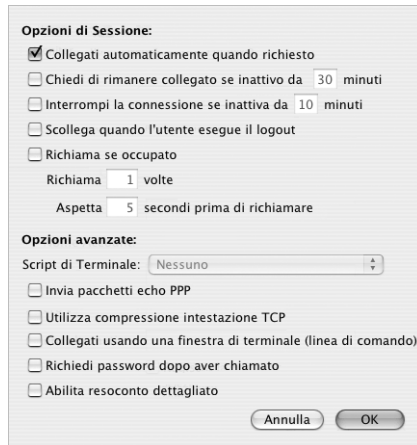 Opzioni di Sessione:
Collegati automaticamente quando richiesto
Chiedi di rimanere collegato se inattivo da 30 minuti
Interrompi la connessione se inattiva da 10 minuti
Scollega quando l'utente esegue il logout
Richiama se occupato
Richiama 1 volte
Aspetta 5 secondi prima di richiamare
Opzioni avanzate:
Script di Terminale: Nessuno
Invia pacchetti echo PPP
Utilizza compressione intestazione TCP
Collegati usando una finestra di terminale (linea di comando)
Richiedi password dopo aver chiamato
Abilita resoconto dettagliato
Annulla OK